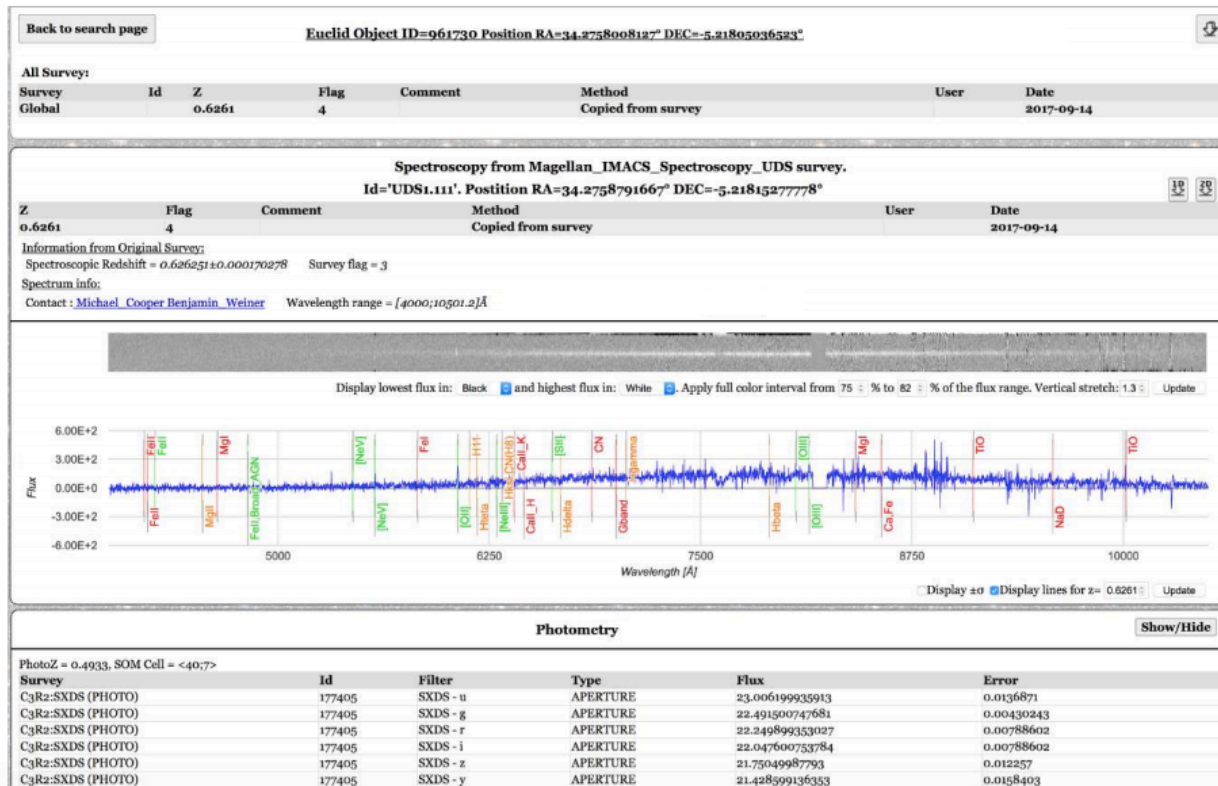 Back to search page
Euclid Object ID=961730 Position RA=34.2758008127° DEC=-5.21805036523°
All Survey:
Survey Id Z Flag Comment Method User Date
Global 0.6261 4 Copied from survey 2017-09-14
Spectroscopy from Magellan_IMACS_Spectroscopy_UDS survey.
Id='UDS1.111'. Postition RA=34.2758791667° DEC=-5.21815277778°
1D 2D
Z Flag Comment Method User Date
0.6261 4 Copied from survey 2017-09-14
Information from Original Survey:
Spectroscopic Redshift = 0.626251±0.000170278 Survey flag = 3
Spectrum info:
Contact : Michael_Cooper Benjamin_Weiner Wavelength range = [4000;10501.2]Å
Display lowest flux in: Black and highest flux in: White . Apply full color interval from 75 % to 82 % of the flux range. Vertical stretch: 1.3 Update
6.00E+2
3.00E+2
0.00E+0
-3.00E+2
-6.00E+2
Flux
FeII FeII MgI [NeV] FeI H11 CaII_K [SII] CN Hgamma [OIII] MgI TiO TiO
FeII MgII FeII.Broad_AGN [NeV] [OII] Hteta [NeIII] CaII_H Hdelta Gband Hbeta [OIII] Ca,Fe NaD
5000 6250 7500 8750 10000
Wavelength [Å]
Display ±σ Display lines for z= 0.6261 Update
Photometry
Show/Hide
PhotoZ = 0.4933, SOM Cell = <40;7>
Survey Id Filter Type Flux Error
C3R2:SXDS (PHOTO) 177405 SXDS - u APERTURE 23.006199935913 0.0136871
C3R2:SXDS (PHOTO) 177405 SXDS - g APERTURE 22.491500747681 0.00430243
C3R2:SXDS (PHOTO) 177405 SXDS - r APERTURE 22.249899353027 0.00788602
C3R2:SXDS (PHOTO) 177405 SXDS - i APERTURE 22.047600753784 0.00788602
C3R2:SXDS (PHOTO) 177405 SXDS - z APERTURE 21.75049987793 0.012257
C3R2:SXDS (PHOTO) 177405 SXDS - y APERTURE 21.428599136353 0.0158403